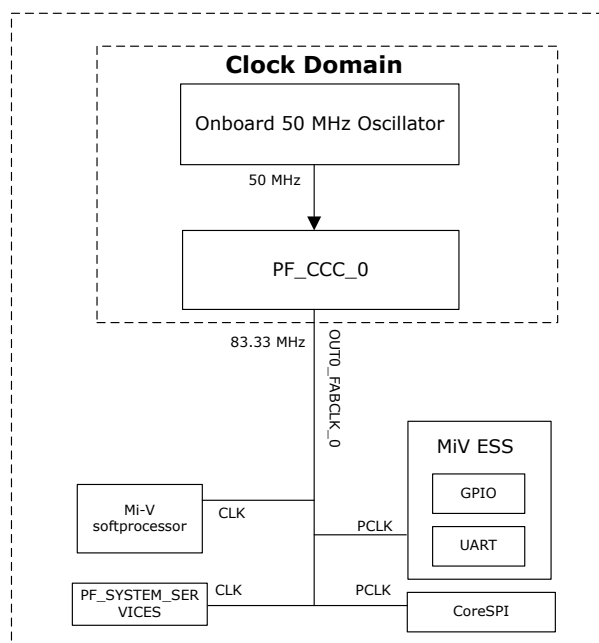 Clock Domain
Onboard 50 MHz Oscillator
50 MHz
PF_CCC_0
83.33 MHz
OUT0_FABCLK_0
MiV ESS
GPIO
UART
Mi-V
softprocessor
CLK
PCLK
PF_SYSTEM_SER
VICES
CLK
PCLK
CoreSPI